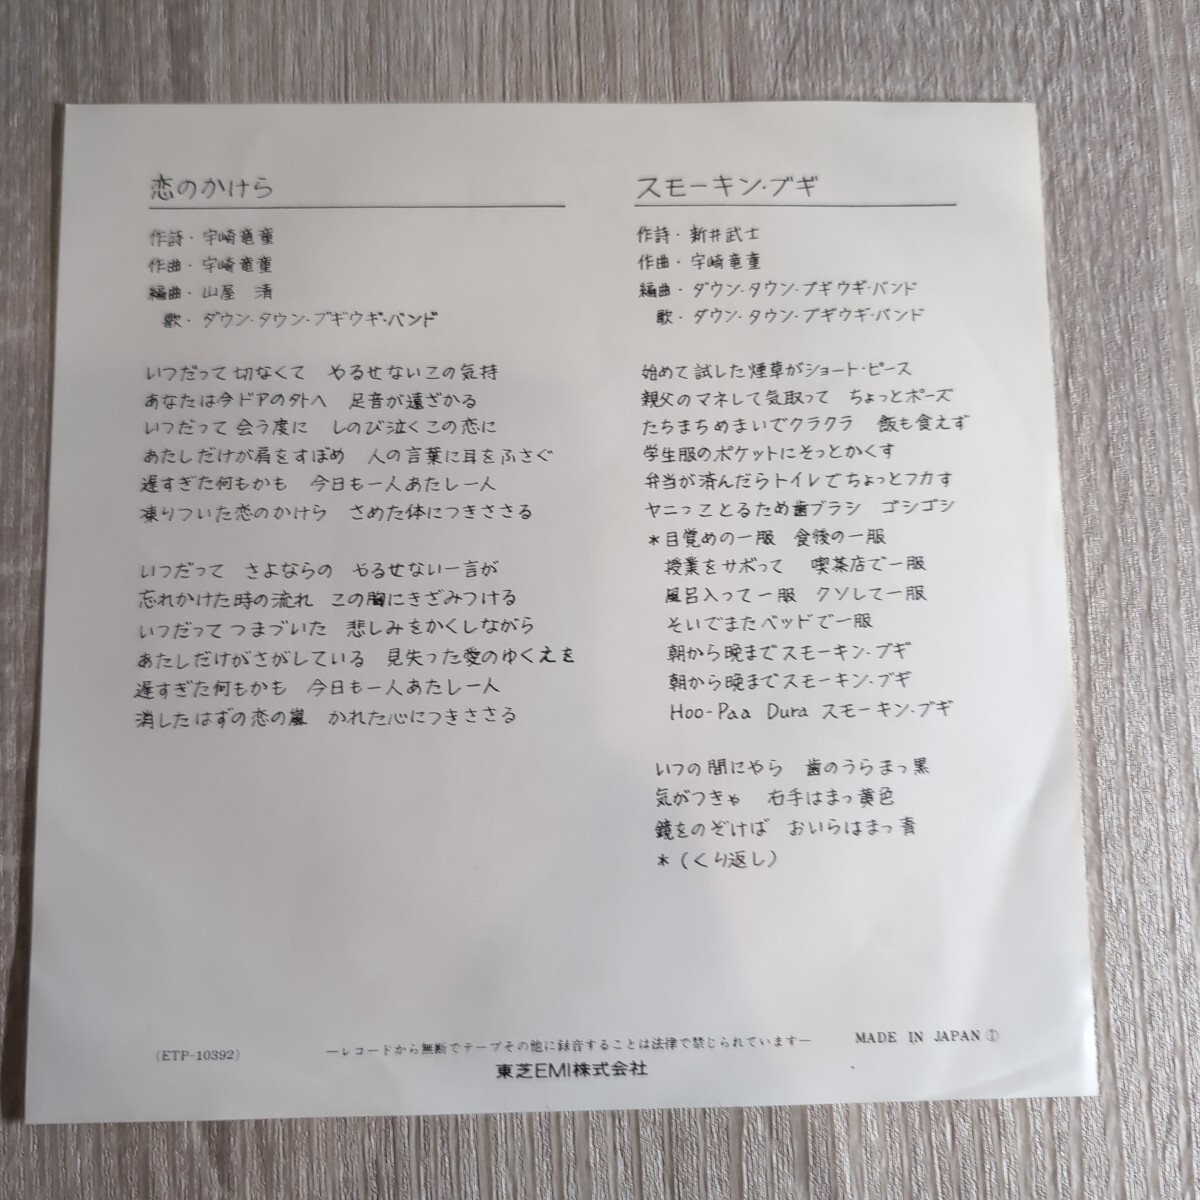 恋のかけら
作詩・宇崎竜童
作曲・宇崎竜童
編曲・山屋 清
歌・ダウン・タウン・ブギウギ・バンド
いつだって切なくて やるせないこの気持
あなたは今ドアの外へ 足音が遠ざかる
いつだって会う度に しのび泣くこの恋に
あたしだけが肩をすぼめ 人の言葉に耳をふさぐ
遅すぎた何もかも 今日も一人あたし一人
凍りついた恋のかけら さめた体につきささる
いつだって さよならの やるせない一言が
忘れかけた時の流れ この胸にきざみつける
いつだってつまづいた 悲しみをかくしながら
あたしだけがさがしている 見失った愛のゆくえを
遅すぎた何もかも 今日も一人あたし一人
消したはずの恋の嵐 かれた心につきささる
スモーキン・ブギ
作詩・新井武士
作曲・宇崎竜童
編曲・ダウン・タウン・ブギウギ・バンド
歌・ダウン・タウン・ブギウギ・バンド
始めて試した煙草がショート・ピース
親父のマネして気取って ちょっとポーズ
たちまちめまいでクラクラ 飯も食えず
学生服のポケットにそっとかくす
弁当が済んだらトイレでちょっとフカす
ヤニっことるため歯ブラシ ゴシゴシ
*目覚めの一服 食後の一服
授業をサボって 喫茶店で一服
風呂入って一服 クソして一服
そいでまたベッドで一服
朝から晩までスモーキン・ブギ
朝から晩までスモーキン・ブギ
Hoo-Paa Dura スモーキン・ブギ
いつの間にやら 歯のうらまっ黒
気がつきゃ 右手はまっ黄色
鏡をのぞけば おいらはまっ青
*(くり返し)
(ETP-10392)
—レコードから無断でテープその他に録音することは法律で禁じられています—
MADE IN JAPAN ①
東芝EMI株式会社